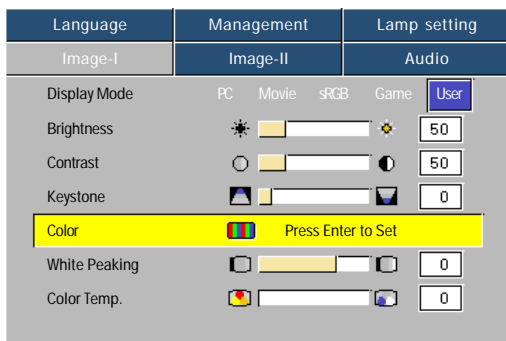 Language Management Lamp setting
Image-I Image-II Audio
Display Mode PC Movie sRGB Game User
Brightness 50
Contrast 50
Keystone 0
Color Press Enter to Set
White Peaking 0
Color Temp. 0